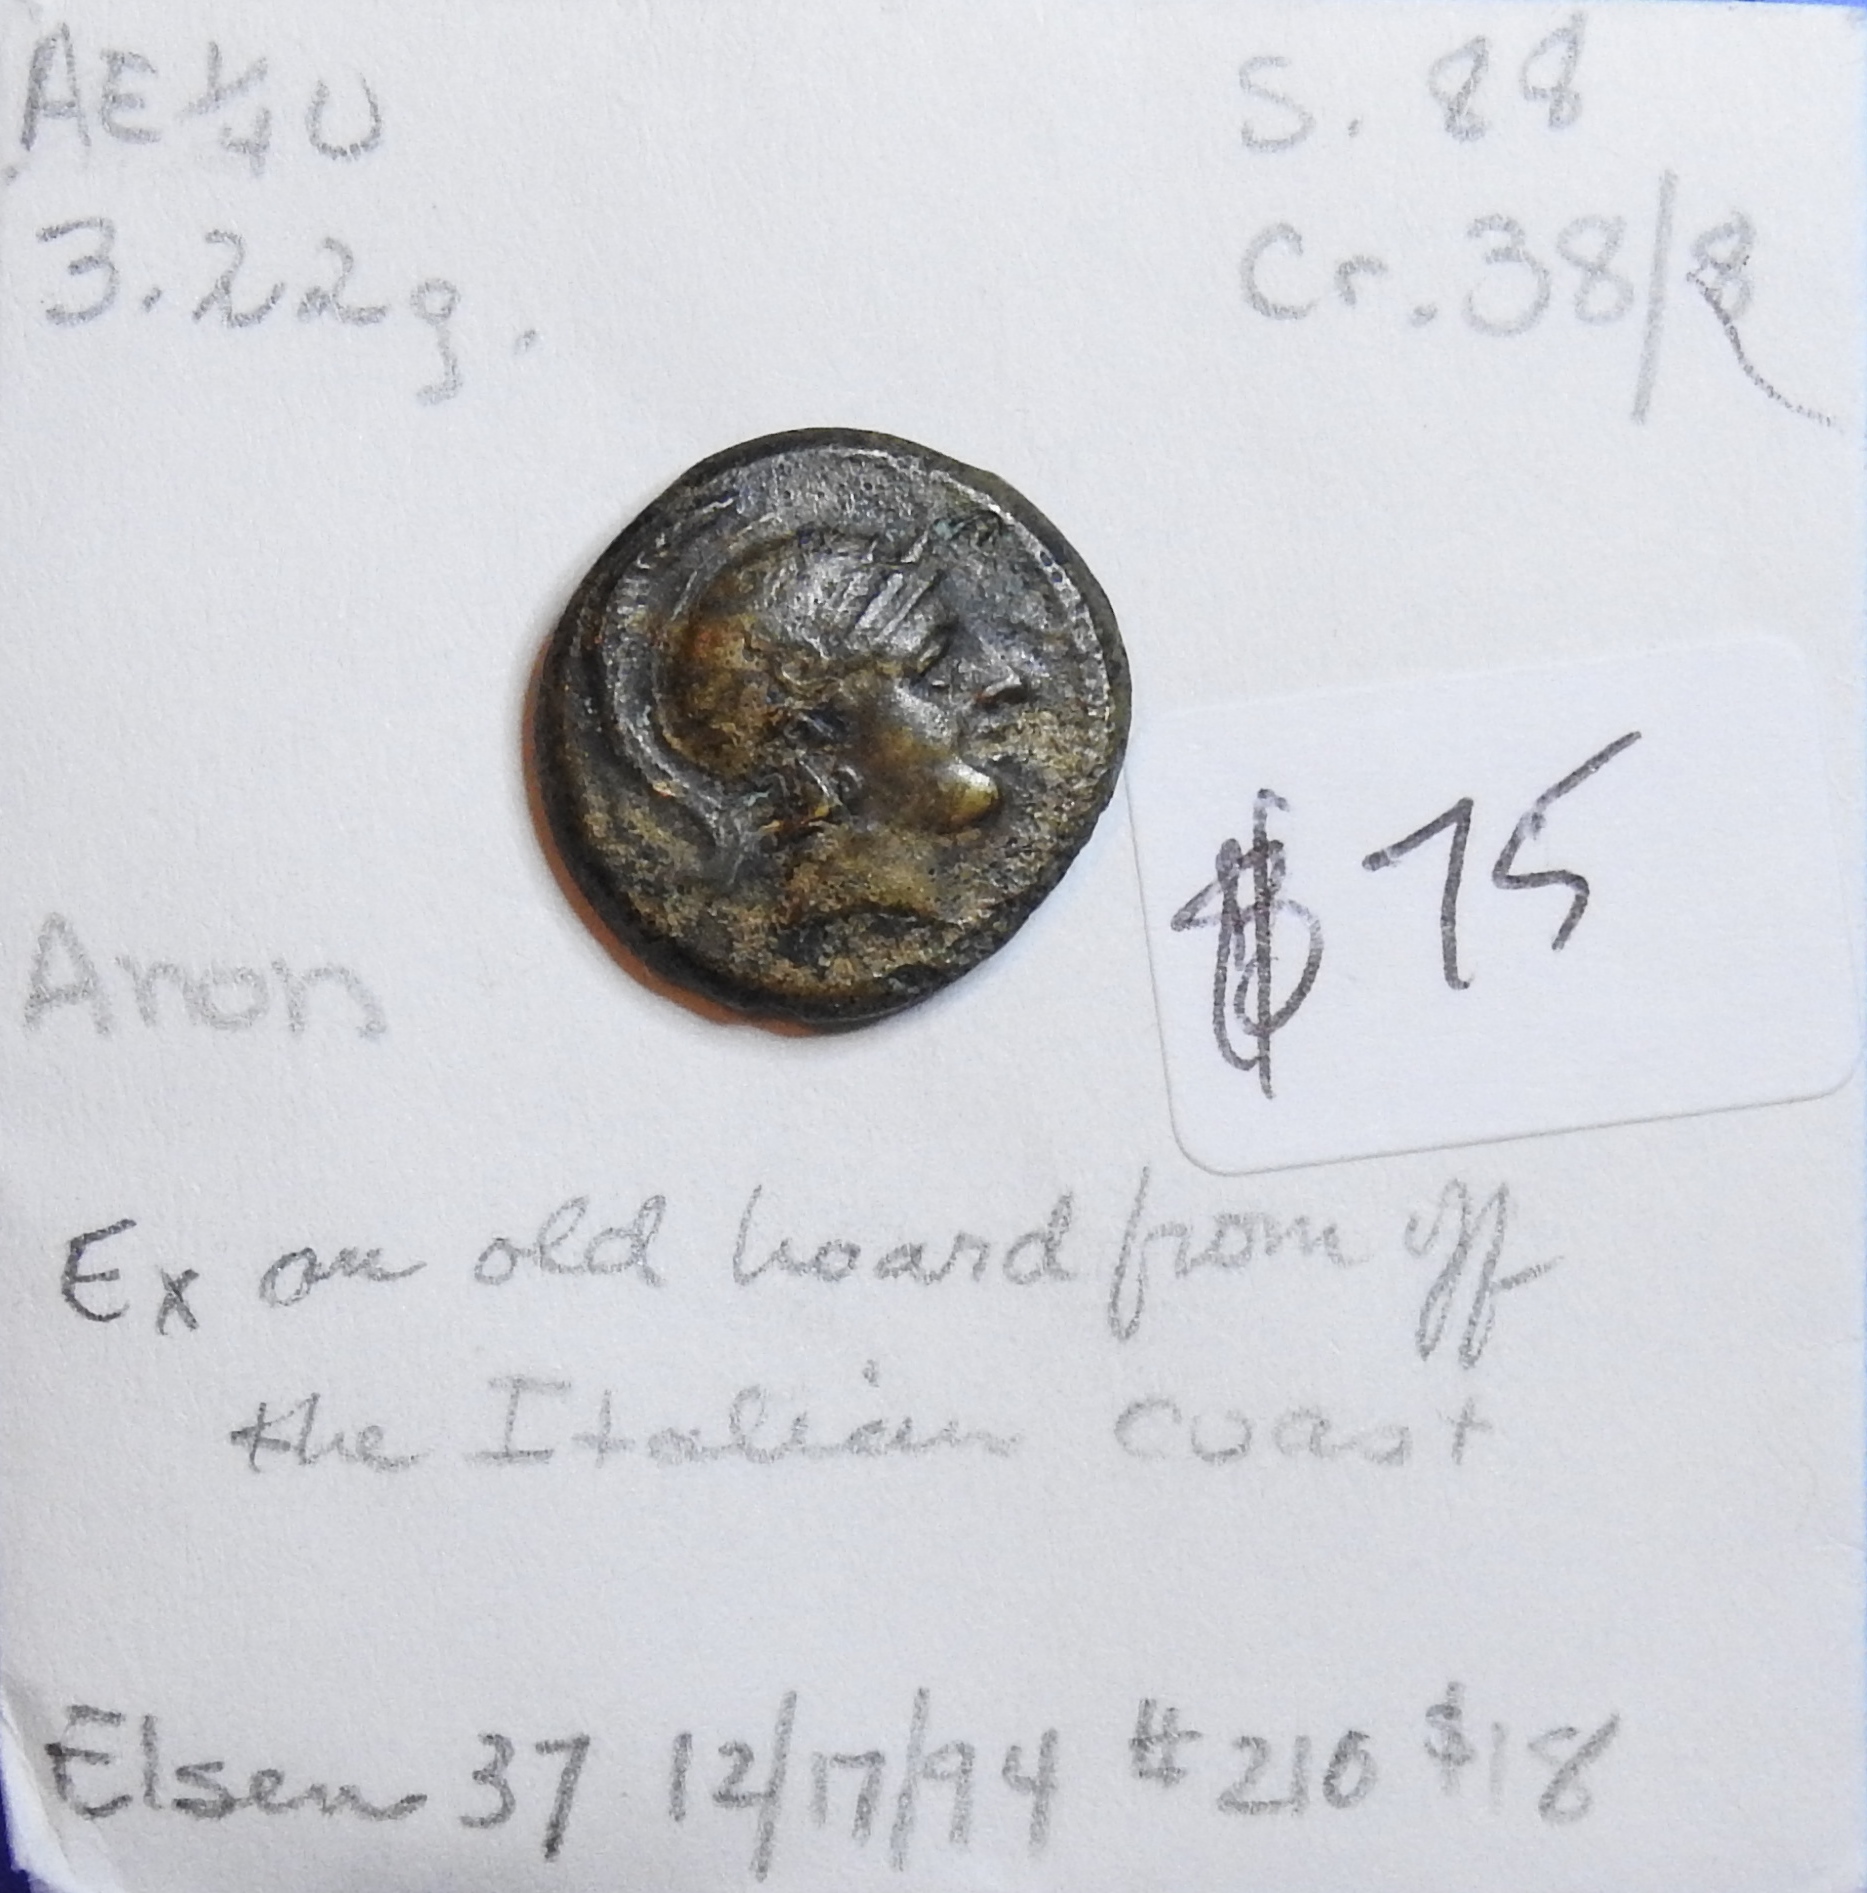 AE 1/4 U
S. 88
3.22g.
Cr. 38/8
$75
Anon
Ex an old hoard from off
the Italian coast
Elsen 37 12/17/94 #210 $18